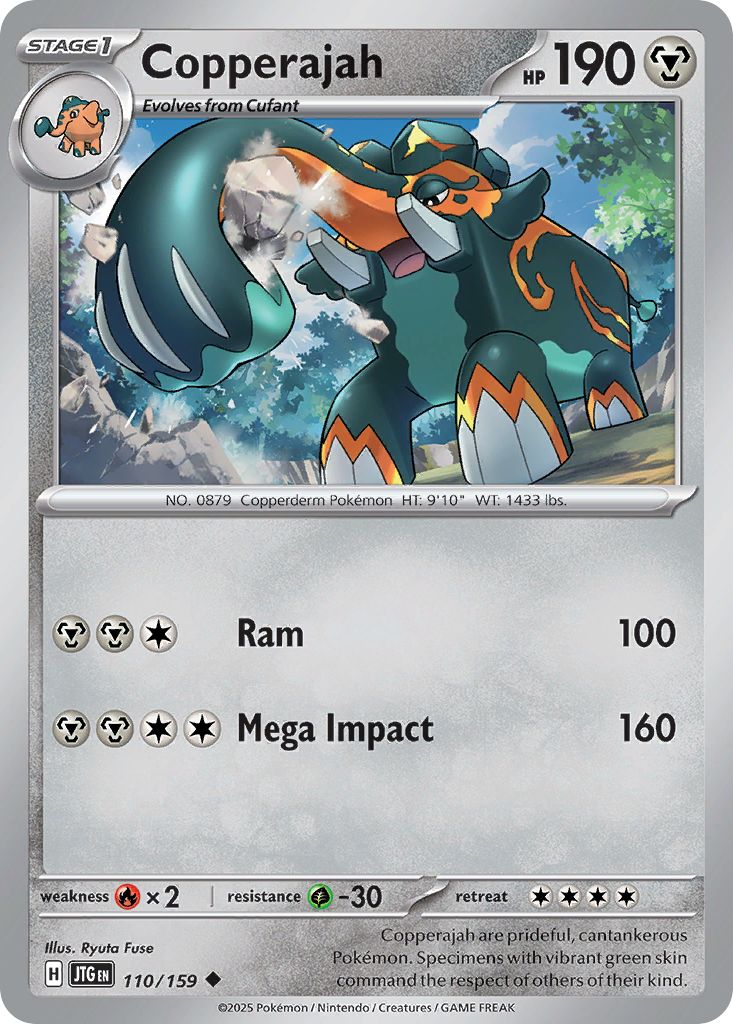 STAGE 1
Copperajah
HP 190
Evolves from Cufant
NO. 0879 Copperderm Pokémon HT: 9'10" WT: 1433 lbs.
Ram 100
Mega Impact 160
weakness ×2 resistance -30 retreat
Illus. Ryuta Fuse
Copperajah are prideful, cantankerous
Pokémon. Specimens with vibrant green skin
command the respect of others of their kind.
H JTG EN 110/159
©2025 Pokémon / Nintendo / Creatures / GAME FREAK